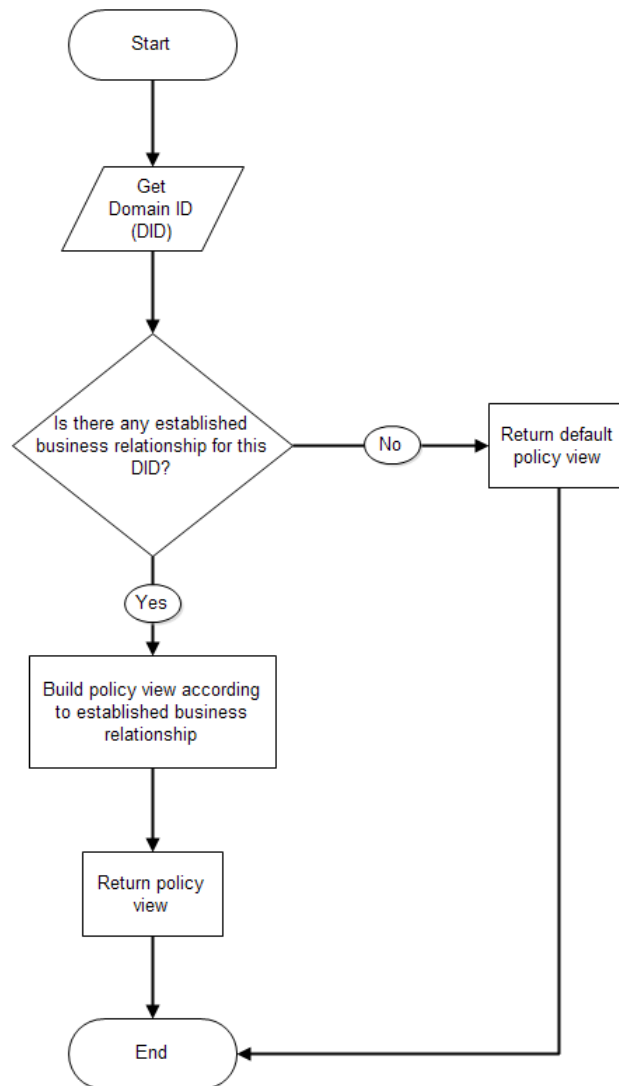 Start
Get
Domain ID
(DID)
Is there any established
business relationship for this
DID?
No
Return default
policy view
Yes
Build policy view according
to established business
relationship
Return policy
view
End